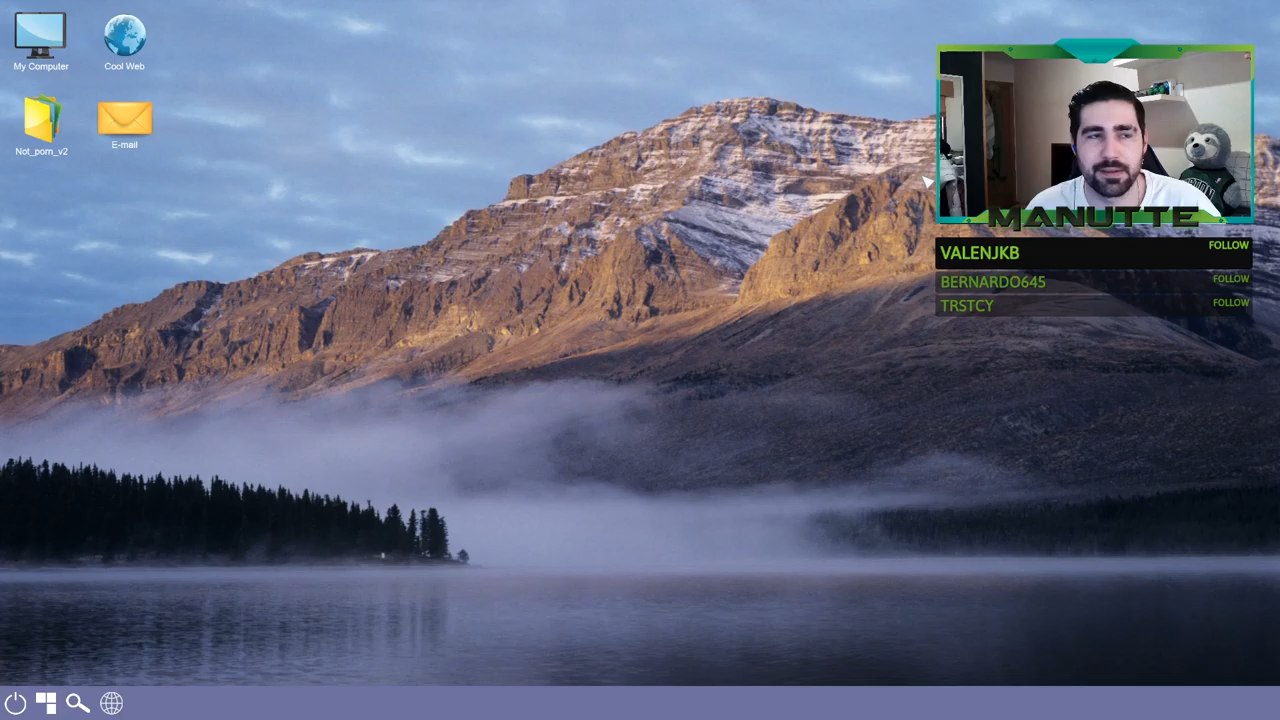 My Computer
Cool Web
Not_porn_v2
E-mail
MANUTTE
VALENJKB FOLLOW
BERNARDO645 FOLLOW
TRSTCY FOLLOW